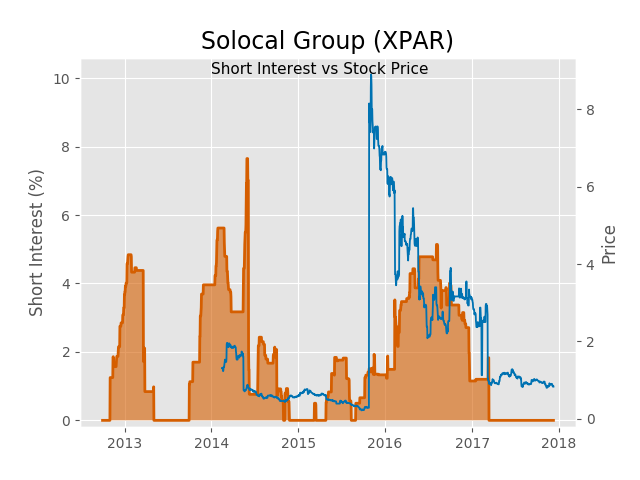 Solocal Group (XPAR)
Short Interest vs Stock Price
Short Interest (%)
10
8
6
4
2
0
8
6
4
2
0
Price
2013 2014 2015 2016 2017 2018